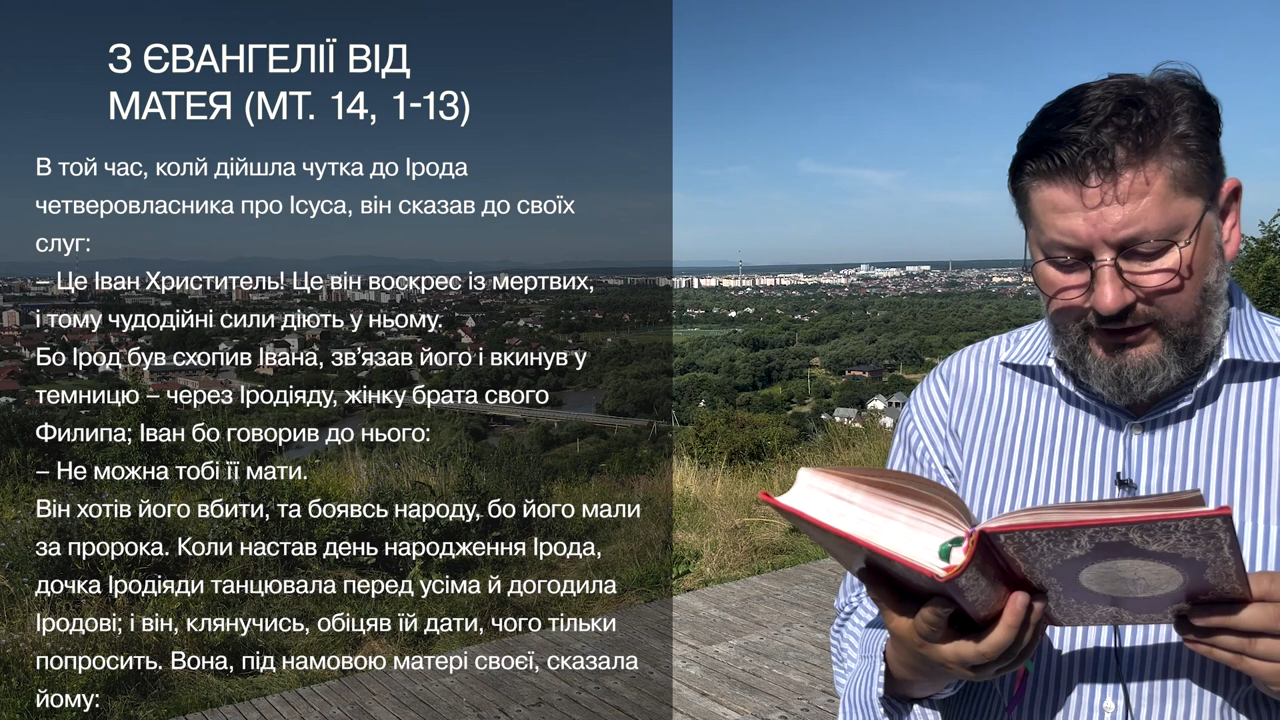 З ЄВАНГЕЛІЇ ВІД
МАТЕЯ (МТ. 14, 1-13)
В той час, колй дійшла чутка до Ірода
четверовласника про Ісуса, він сказав до своїх
слуг:
– Це Іван Христитель! Це він воскрес із мертвих,
і тому чудодійні сили діють у ньому.
Бо Ірод був схопив Івана, зв’язав його і вкинув у
темницю – через Іродіяду, жінку брата свого
Филипа; Іван бо говорив до нього:
– Не можна тобі її мати.
Він хотів його вбити, та боявсь народу, бо його мали
за пророка. Коли настав день народження Ірода,
дочка Іродіяди танцювала перед усіма й догодила
Іродові; і він, клянучись, обіцяв їй дати, чого тільки
попросить. Вона, під намовою матері своєї, сказала
йому: